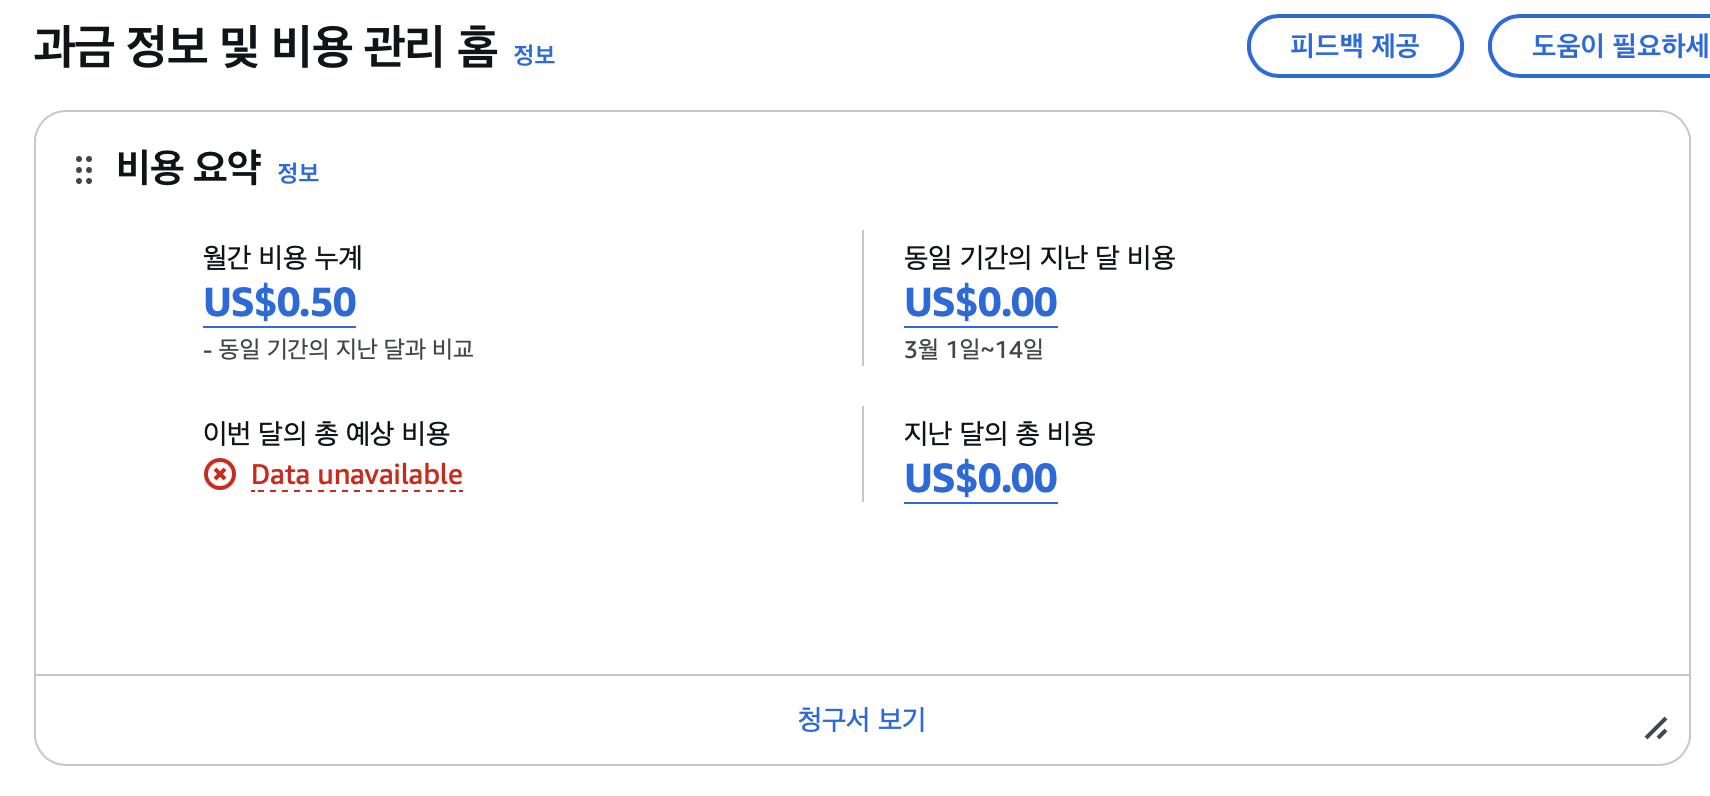 과금 정보 및 비용 관리 홈 정보
피드백 제공
도움이 필요하세
비용 요약 정보
월간 비용 누계
US$0.50
- 동일 기간의 지난 달과 비교
동일 기간의 지난 달 비용
US$0.00
3월 1일~14일
이번 달의 총 예상 비용
Data unavailable
지난 달의 총 비용
US$0.00
청구서 보기